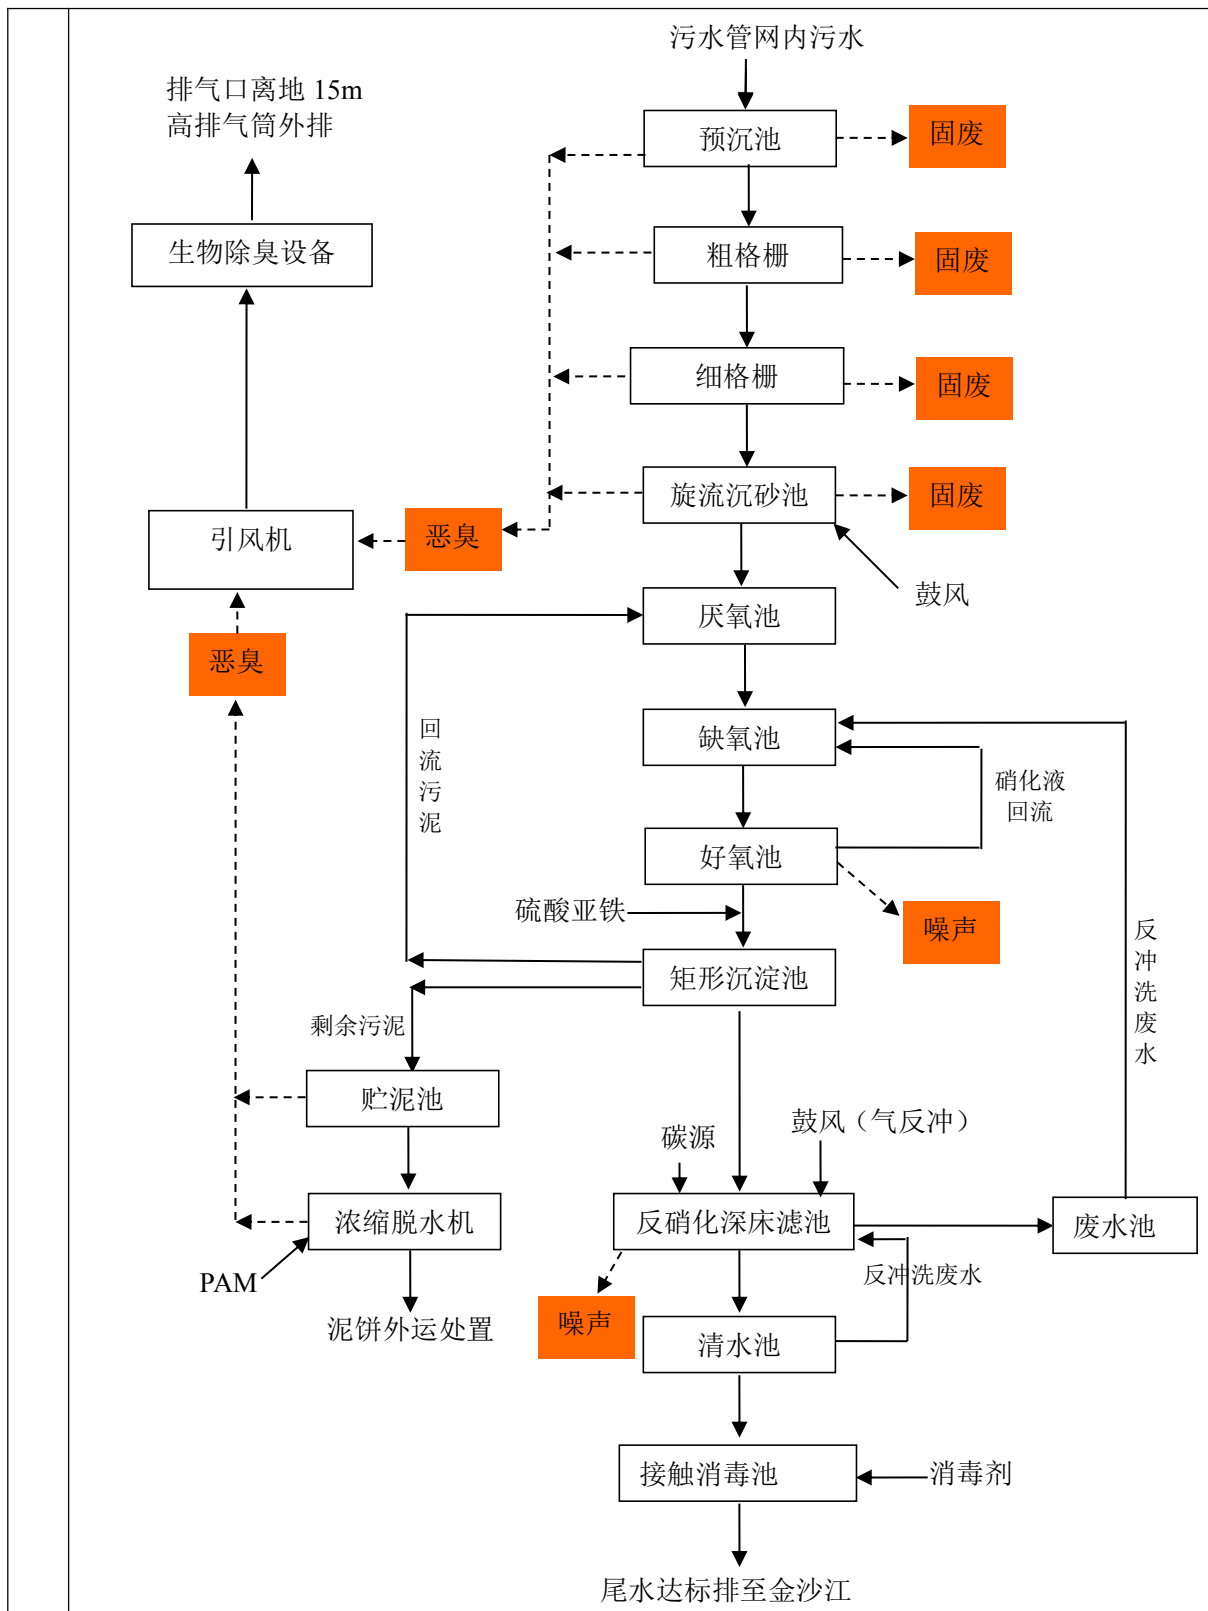 污水管网内污水
排气口离地 15m
高排气筒外排
预沉池
固废
生物除臭设备
粗格栅
固废
细格栅
固废
旋流沉砂池
固废
引风机
恶臭
鼓风
厌氧池
恶臭
回流污泥
缺氧池
硝化液
回流
好氧池
硫酸亚铁
噪声
反冲洗废水
矩形沉淀池
剩余污泥
贮泥池
碳源
鼓风（气反冲）
浓缩脱水机
反硝化深床滤池
废水池
PAM
反冲洗废水
泥饼外运处置
噪声
清水池
接触消毒池
消毒剂
尾水达标排至金沙江